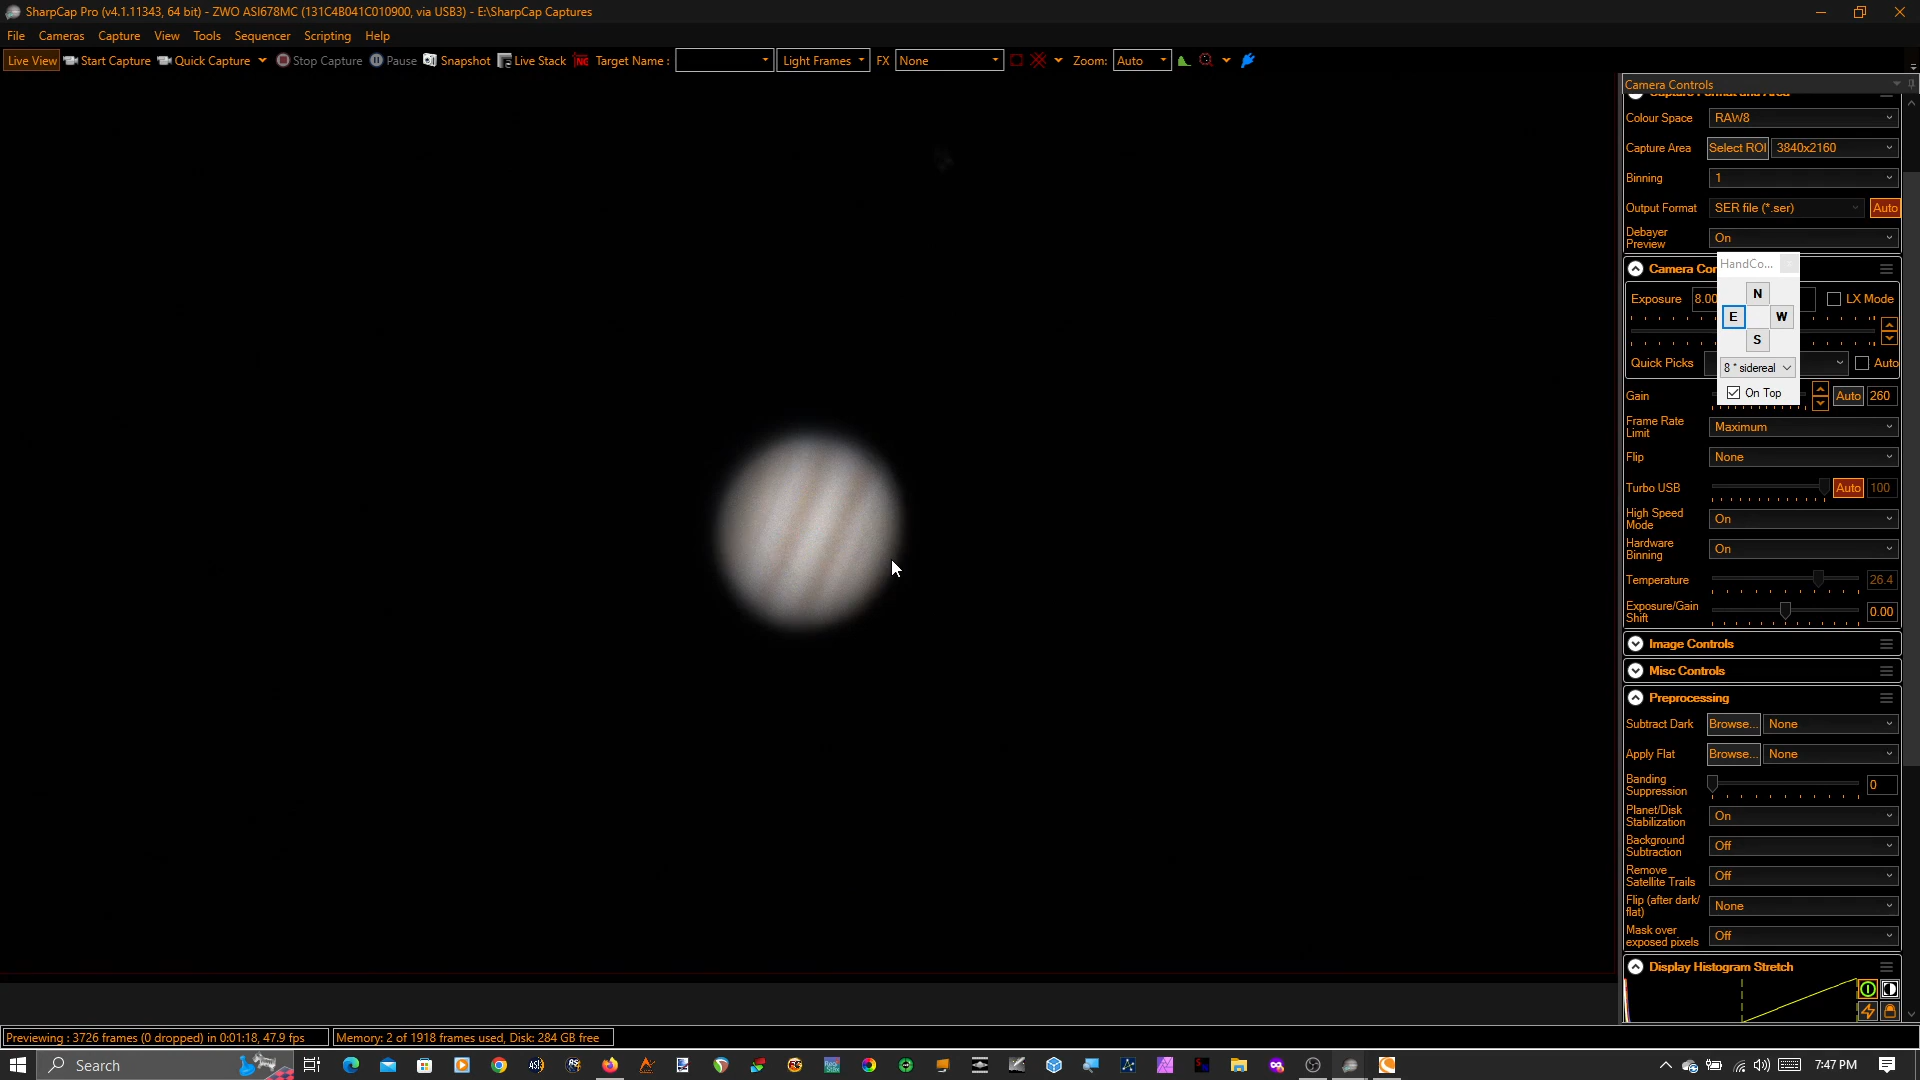 SharpCap Pro (v4.1.11343, 64 bit) - ZWO ASI678MC (131C4B041C010900, via USB3) - E:\SharpCap Captures
File Cameras Capture View Tools Sequencer Scripting Help
Live View Start Capture Quick Capture Stop Capture Pause Snapshot Live Stack Target Name : Light Frames FX None Zoom: Auto
Camera Controls
Colour Space RAW8
Capture Area Select ROI 3840x2160
Binning 1
Output Format SER file (*.ser) Auto
Debayer
Preview On
HandCo...
N
E W
S
8 * sidereal
On Top
Exposure 8.00 LX Mode
Quick Picks Auto
Gain Auto 260
Frame Rate
Limit Maximum
Flip None
Turbo USB Auto 100
High Speed
Mode On
Hardware
Binning On
Temperature 26.4
Exposure/Gain
Shift 0.00
Image Controls
Misc Controls
Preprocessing
Subtract Dark Browse... None
Apply Flat Browse... None
Banding
Suppression 0
Planet/Disk
Stabilization On
Background
Subtraction Off
Remove
Satellite Trails Off
Flip (after dark/
flat) None
Mask over
exposed pixels Off
Display Histogram Stretch
Previewing : 3726 frames (0 dropped) in 0:01:18, 47.9 fps Memory: 2 of 1918 frames used, Disk: 284 GB free
Search 7:47 PM